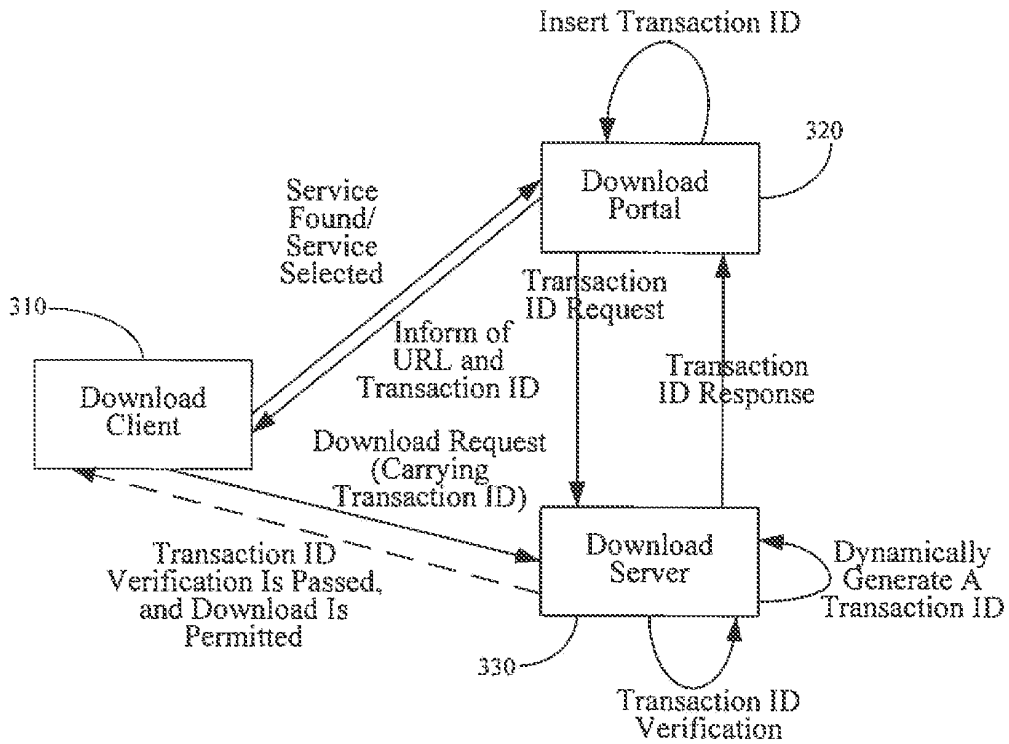 Insert Transaction ID
320
Download
Portal
Service
Found/
Service
Selected
Transaction
ID Request
310
Inform of
URL and
Transaction ID
Transaction
ID Response
Download
Client
Download Request
(Carrying
Transaction ID)
Download
Server
Dynamically
Generate A
Transaction ID
Transaction ID
Verification Is Passed,
and Download Is
Permitted
330
Transaction ID
Verification